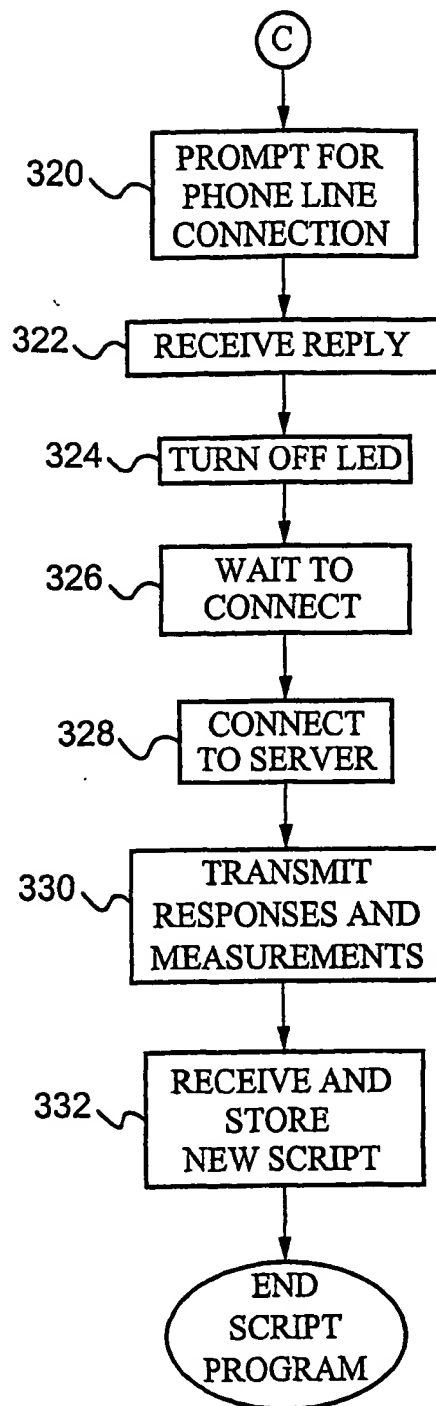 C
320
PROMPT FOR
PHONE LINE
CONNECTION
322
RECEIVE REPLY
324
TURN OFF LED
326
WAIT TO
CONNECT
328
CONNECT
TO SERVER
330
TRANSMIT
RESPONSES AND
MEASUREMENTS
332
RECEIVE AND
STORE
NEW SCRIPT
END
SCRIPT
PROGRAM